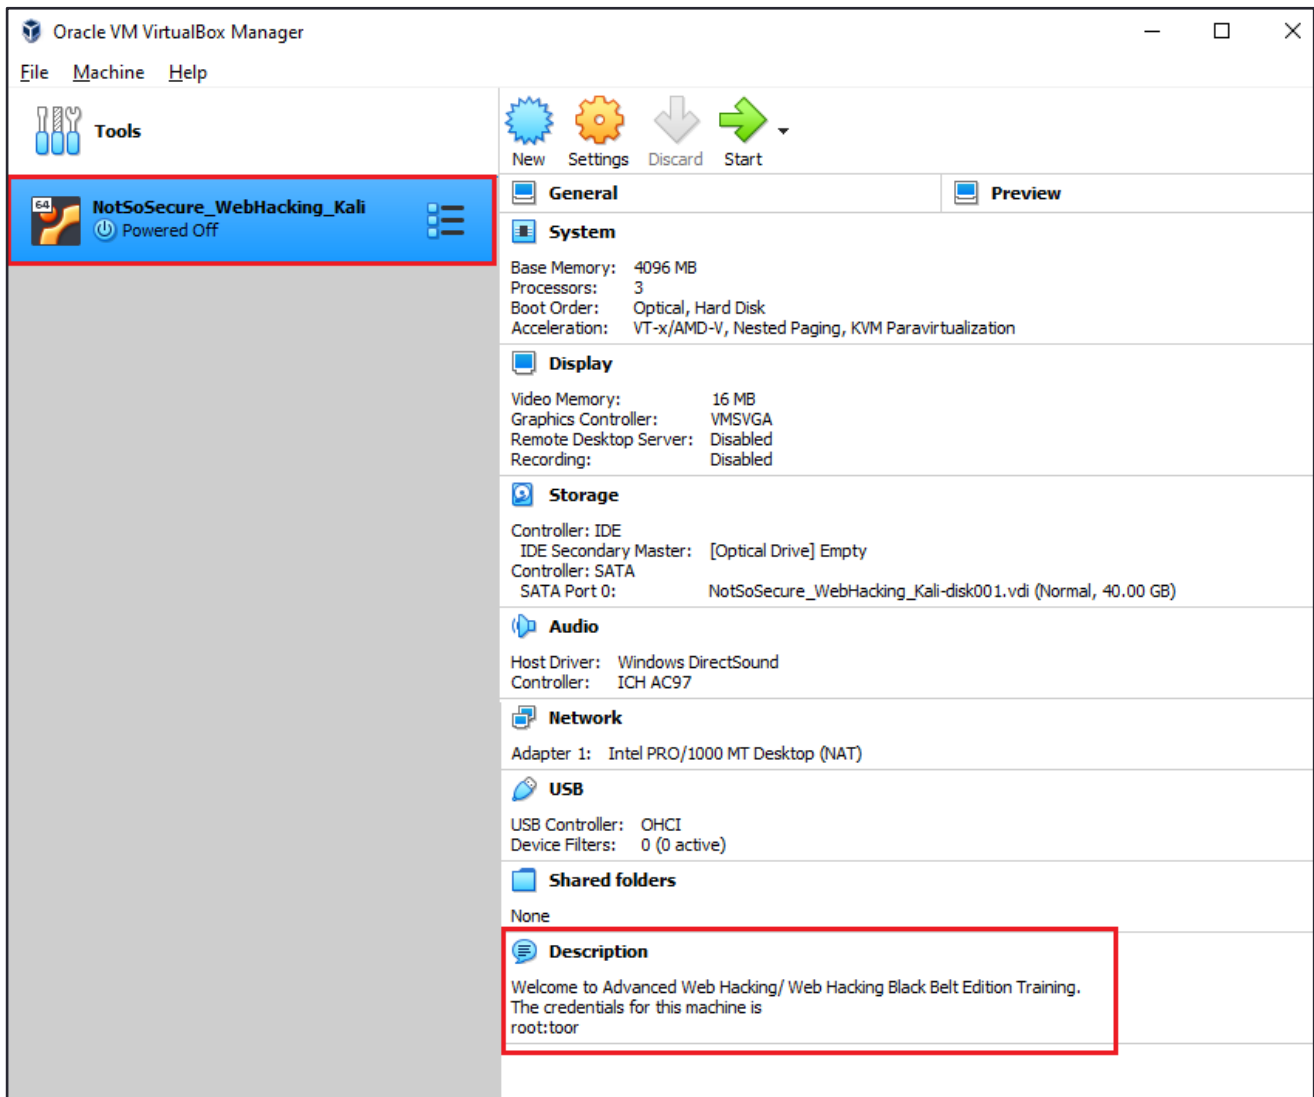 Oracle VM VirtualBox Manager
File Machine Help
Tools
New Settings Discard Start
64
NotSoSecure_WebHacking_Kali
Powered Off
General
Preview
System
Base Memory: 4096 MB
Processors: 3
Boot Order: Optical, Hard Disk
Acceleration: VT-x/AMD-V, Nested Paging, KVM Paravirtualization
Display
Video Memory: 16 MB
Graphics Controller: VMSVGA
Remote Desktop Server: Disabled
Recording: Disabled
Storage
Controller: IDE
IDE Secondary Master: [Optical Drive] Empty
Controller: SATA
SATA Port 0: NotSoSecure_WebHacking_Kali-disk001.vdi (Normal, 40.00 GB)
Audio
Host Driver: Windows DirectSound
Controller: ICH AC97
Network
Adapter 1: Intel PRO/1000 MT Desktop (NAT)
USB
USB Controller: OHCI
Device Filters: 0 (0 active)
Shared folders
None
Description
Welcome to Advanced Web Hacking/ Web Hacking Black Belt Edition Training.
The credentials for this machine is
root:toor